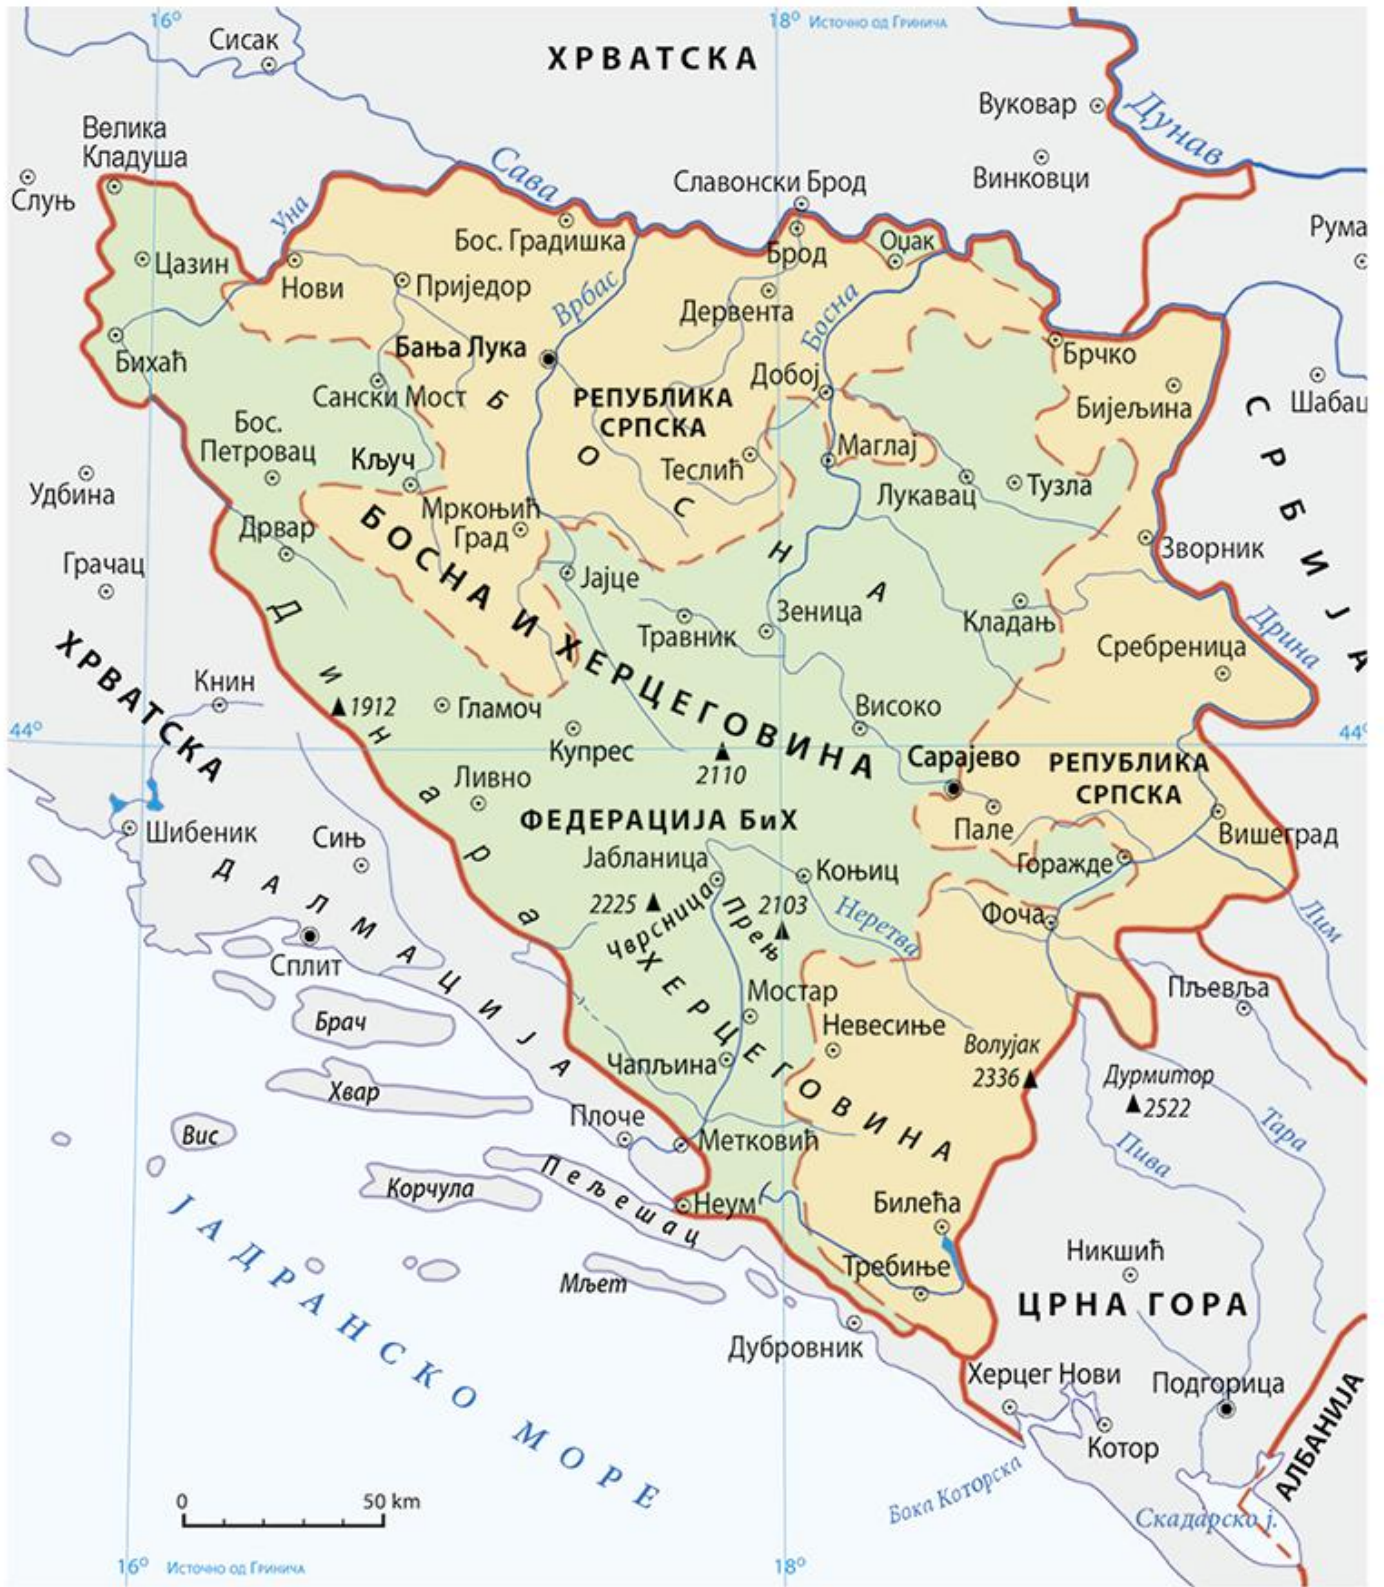 16°
18° Источно од Гринича
Сисак
ХРВАТСКА
Вуковар
Дунав
Велика
Кладуша
Слуњ
Сава
Славонски Брод
Винковци
Уна
Рума
Бос. Градишка
Брод
Оџак
Цазин
Нови
Приједор
Врбас
Дервента
Босна
Бихаћ
Бања Лука
Добој
Брчко
Сански Мост
РЕПУБЛИКА
СРПСКА
Бијељина
Шабац
Бос.
Петровац
Кључ
Теслић
Маглај
Лукавац
Тузла
СРБИЈА
Удбина
Мркоњић
Град
БОСНА
Дрвар
Зворник
Грачац
Јајце
БОСНА И ХЕРЦЕГОВИНА
Зеница
Травник
Кладањ
Дрина
Сребреница
ХРВАТСКА
Книн
1912
Гламоч
Високо
44°
44°
Купрес
2110
Сарајево
РЕПУБЛИКА
СРПСКА
Ливно
ФЕДЕРАЦИЈА БиХ
Пале
Вишеград
Шибеник
Сињ
Јабланица
Коњиц
Горажде
Динара
2225
Чврсница
Прењ
2103
Неретва
Фоча
Лим
ДАЛМАЦИЈА
Сплит
Пљевља
Мостар
Брач
Невесиње
Волујак
2336
ХЕРЦЕГОВИНА
Чапљина
Дурмитор
2522
Хвар
Плоче
Тара
Вис
Метковић
Пива
Корчула
Пељешац
Неум
Билећа
Никшић
Мљет
Требиње
ЦРНА ГОРА
ЈАДРАНСКО МОРЕ
Дубровник
Херцег Нови
Подгорица
Котор
АЛБАНИЈА
Бока Которска
Скадарско ј.
0 50 km
16° Источно од Гринича
18°